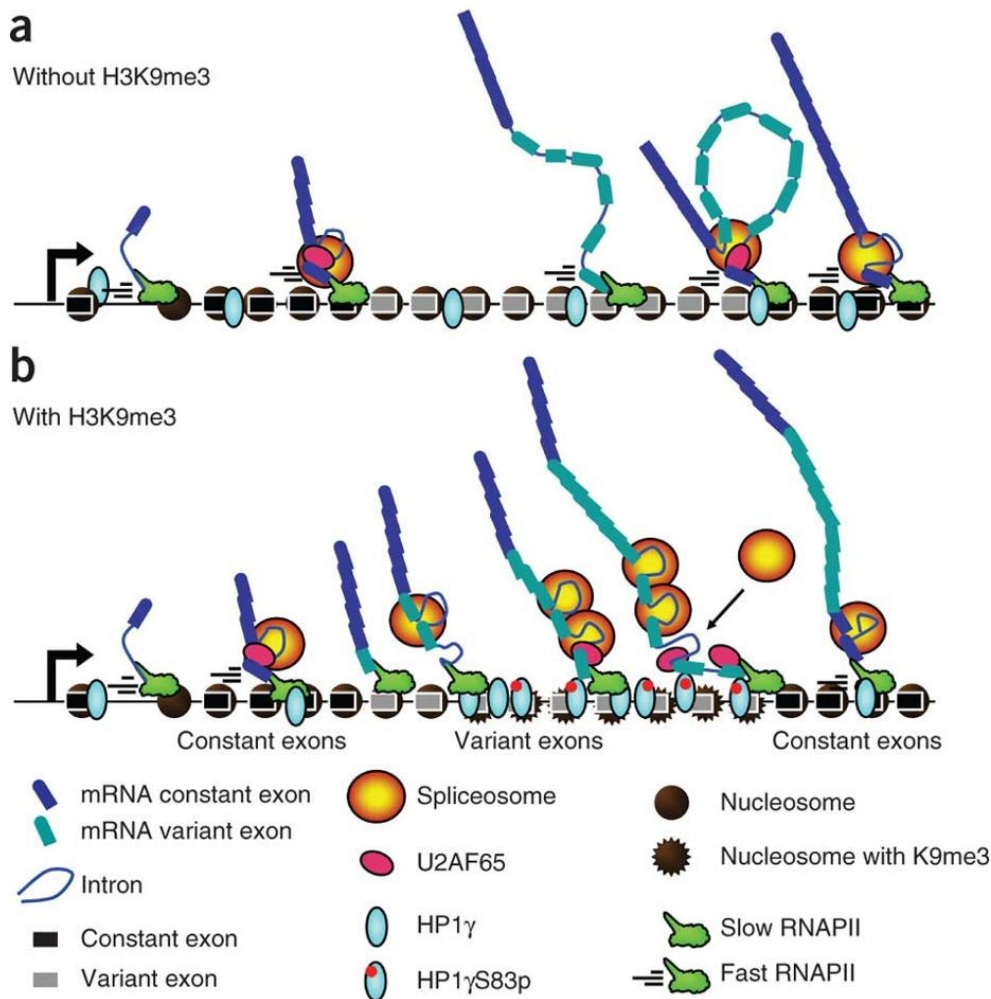 a
Without H3K9me3
b
With H3K9me3
Constant exons
Variant exons
Constant exons
mRNA constant exon
mRNA variant exon
Intron
Constant exon
Variant exon
Spliceosome
U2AF65
HP1γ
HP1γS83p
Nucleosome
Nucleosome with K9me3
Slow RNAPII
Fast RNAPII